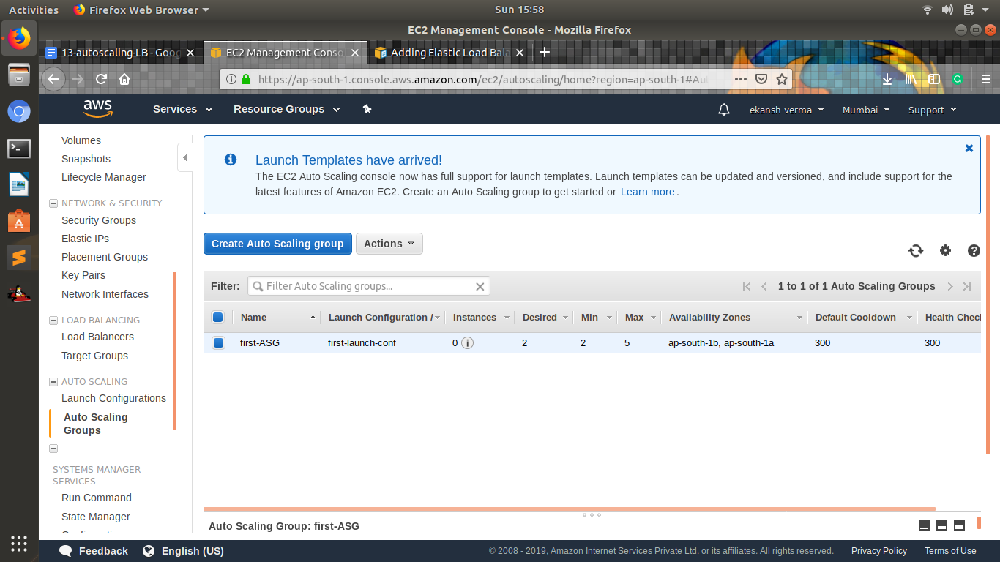 Activities
Firefox Web Browser
Sun 15:58
EC2 Management Console - Mozilla Firefox
13-autoscaling-LB - Goog
EC2 Management Conso
Adding Elastic Load Bala
https://ap-south-1.console.aws.amazon.com/ec2/autoscaling/home?region=ap-south-1#Aut
aws
Services
Resource Groups
ekansh verma
Mumbai
Support
Volumes
Snapshots
Lifecycle Manager
NETWORK & SECURITY
Security Groups
Elastic IPs
Placement Groups
Key Pairs
Network Interfaces
LOAD BALANCING
Load Balancers
Target Groups
AUTO SCALING
Launch Configurations
Auto Scaling
Groups
SYSTEMS MANAGER
SERVICES
Run Command
State Manager
Configuration
Launch Templates have arrived!
The EC2 Auto Scaling console now has full support for launch templates. Launch templates can be updated and versioned, and include support for the
latest features of Amazon EC2. Create an Auto Scaling group to get started or Learn more.
Create Auto Scaling group
Actions
Filter:
Filter Auto Scaling groups...
1 to 1 of 1 Auto Scaling Groups
Name Launch Configuration / Instances Desired Min Max Availability Zones Default Cooldown Health Chec
first-ASG first-launch-conf 0 2 2 5 ap-south-1b, ap-south-1a 300 300
Auto Scaling Group: first-ASG
Feedback
English (US)
© 2008 - 2019, Amazon Internet Services Private Ltd. or its affiliates. All rights reserved.
Privacy Policy
Terms of Use